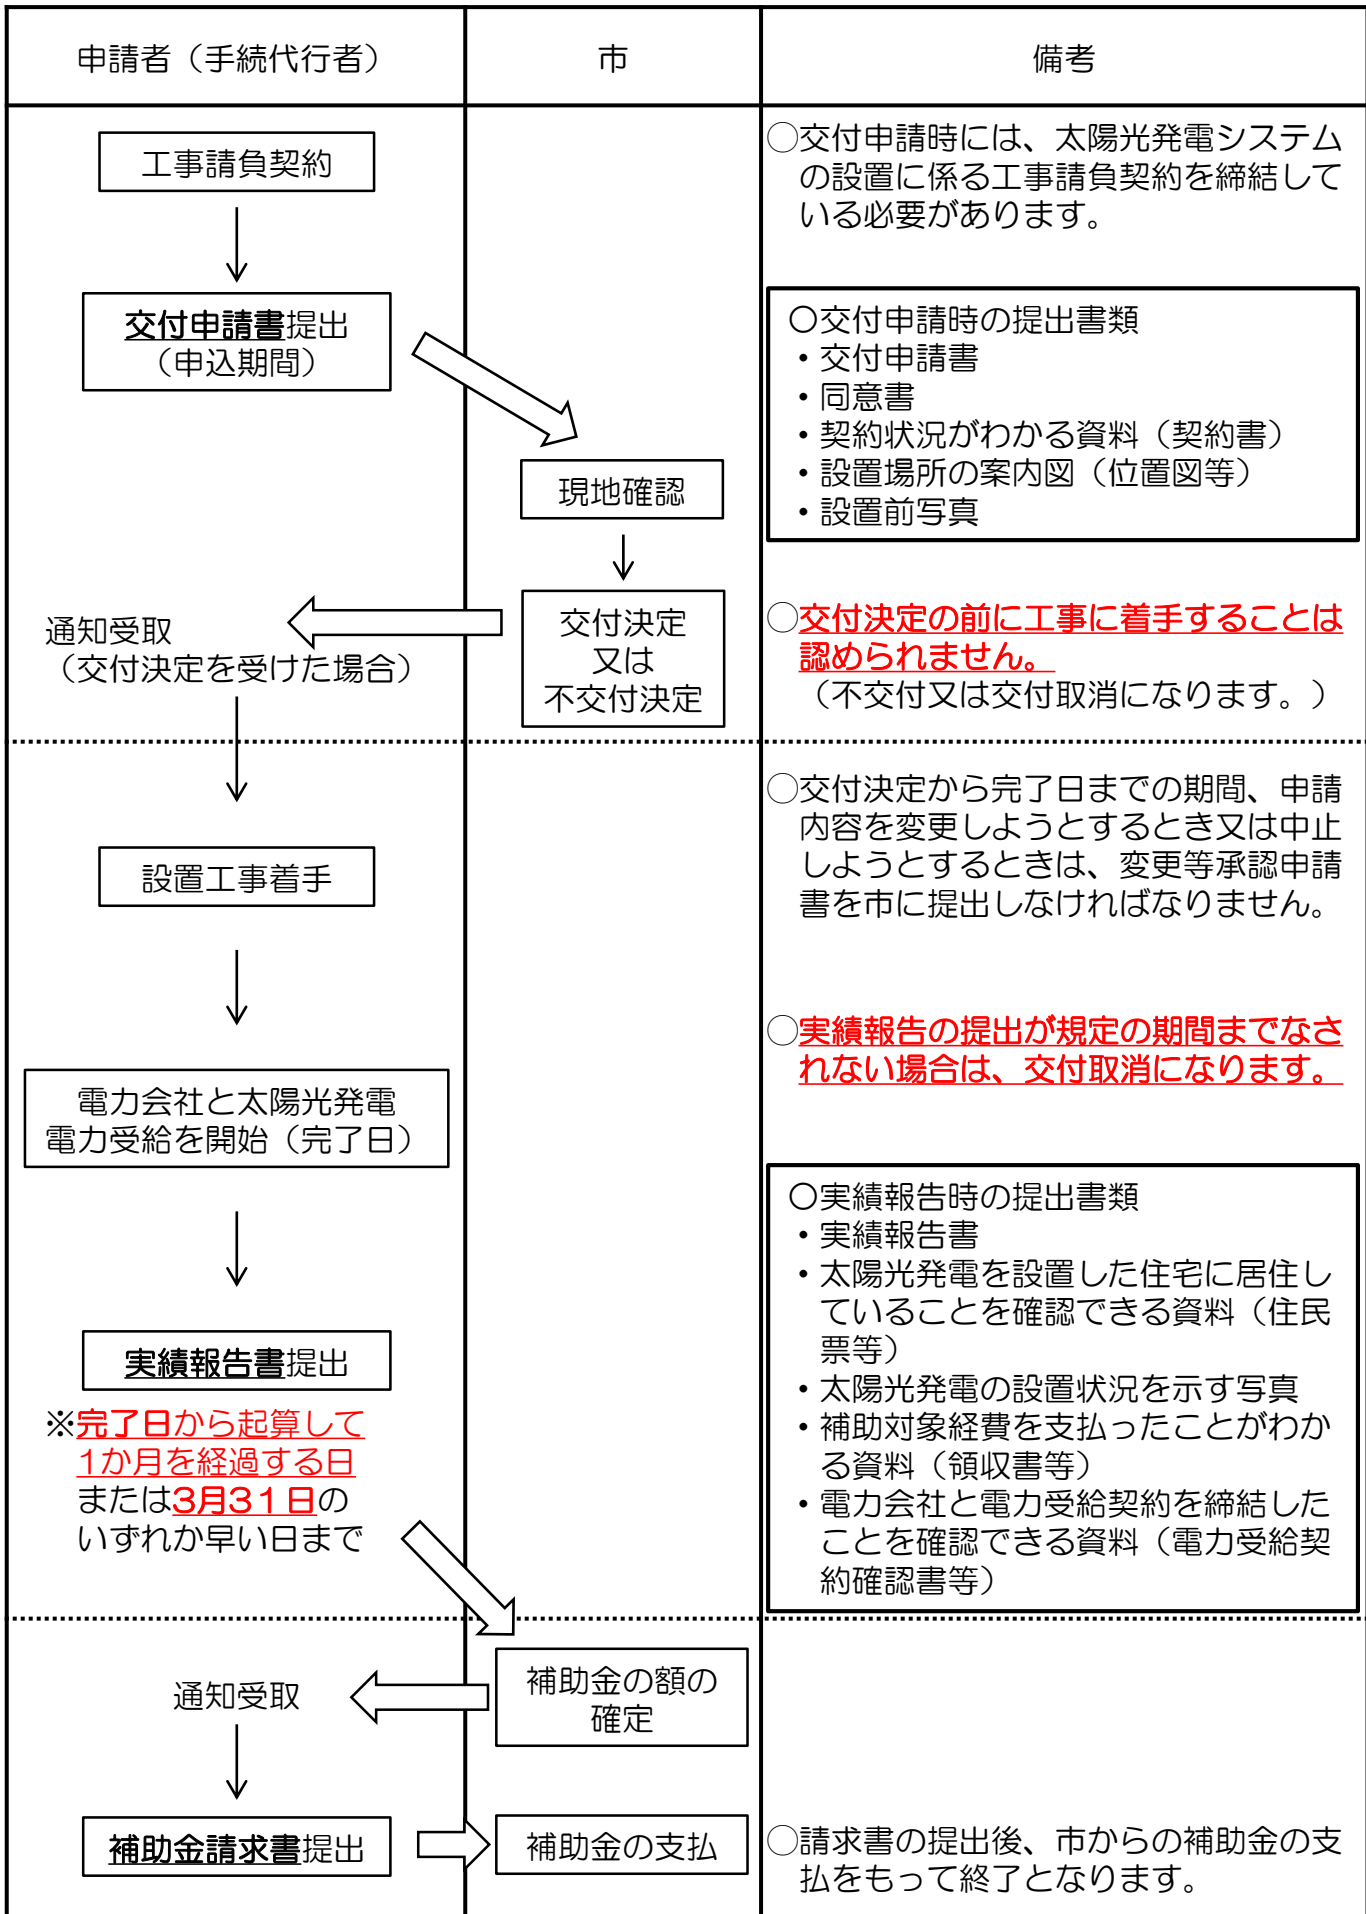 申請者（手続代行者）
市
備考
工事請負契約
○交付申請時には、太陽光発電システム
の設置に係る工事請負契約を締結して
いる必要があります。
交付申請書提出
（申込期間）
○交付申請時の提出書類
・交付申請書
・同意書
・契約状況がわかる資料（契約書）
・設置場所の案内図（位置図等）
・設置前写真
現地確認
交付決定
又は
不交付決定
通知受取
（交付決定を受けた場合）
○交付決定の前に工事に着手することは
認められません。
（不交付又は交付取消になります。）
設置工事着手
○交付決定から完了日までの期間、申請
内容を変更しようとするとき又は中止
しようとするときは、変更等承認申請
書を市に提出しなければなりません。
○実績報告の提出が規定の期間までなさ
れない場合は、交付取消になります。
電力会社と太陽光発電
電力受給を開始（完了日）
○実績報告時の提出書類
・実績報告書
・太陽光発電を設置した住宅に居住し
ていることを確認できる資料（住民
票等）
・太陽光発電の設置状況を示す写真
・補助対象経費を支払ったことがわか
る資料（領収書等）
・電力会社と電力受給契約を締結した
ことを確認できる資料（電力受給契
約確認書等）
実績報告書提出
※完了日から起算して
1か月を経過する日
または3月31日の
いずれか早い日まで
補助金の額の
確定
通知受取
補助金請求書提出
補助金の支払
○請求書の提出後、市からの補助金の支
払をもって終了となります。